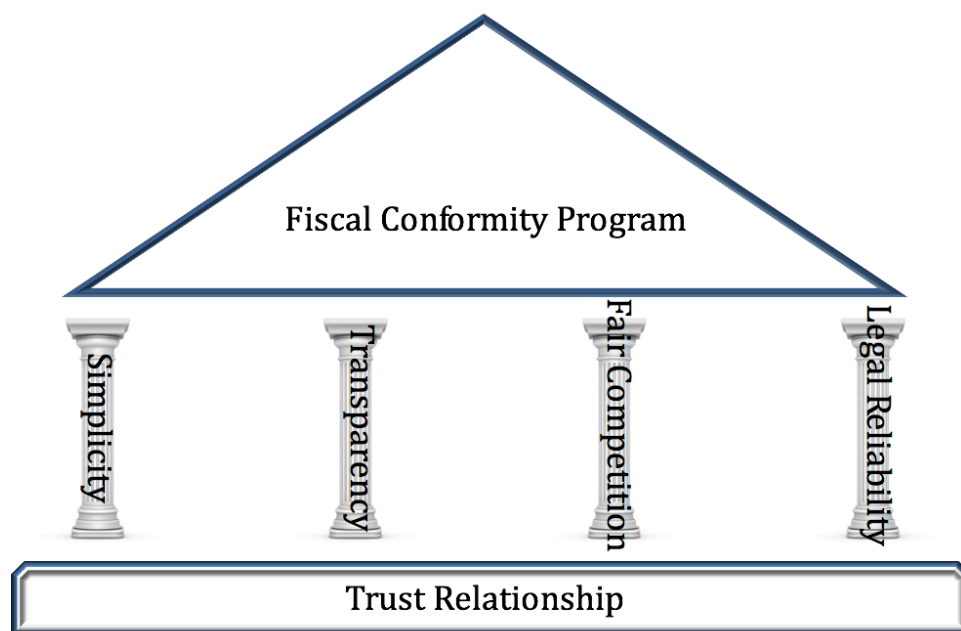 Fiscal Conformity Program
Simplicity
Transparency
Fair Competition
Legal Reliability
Trust Relationship